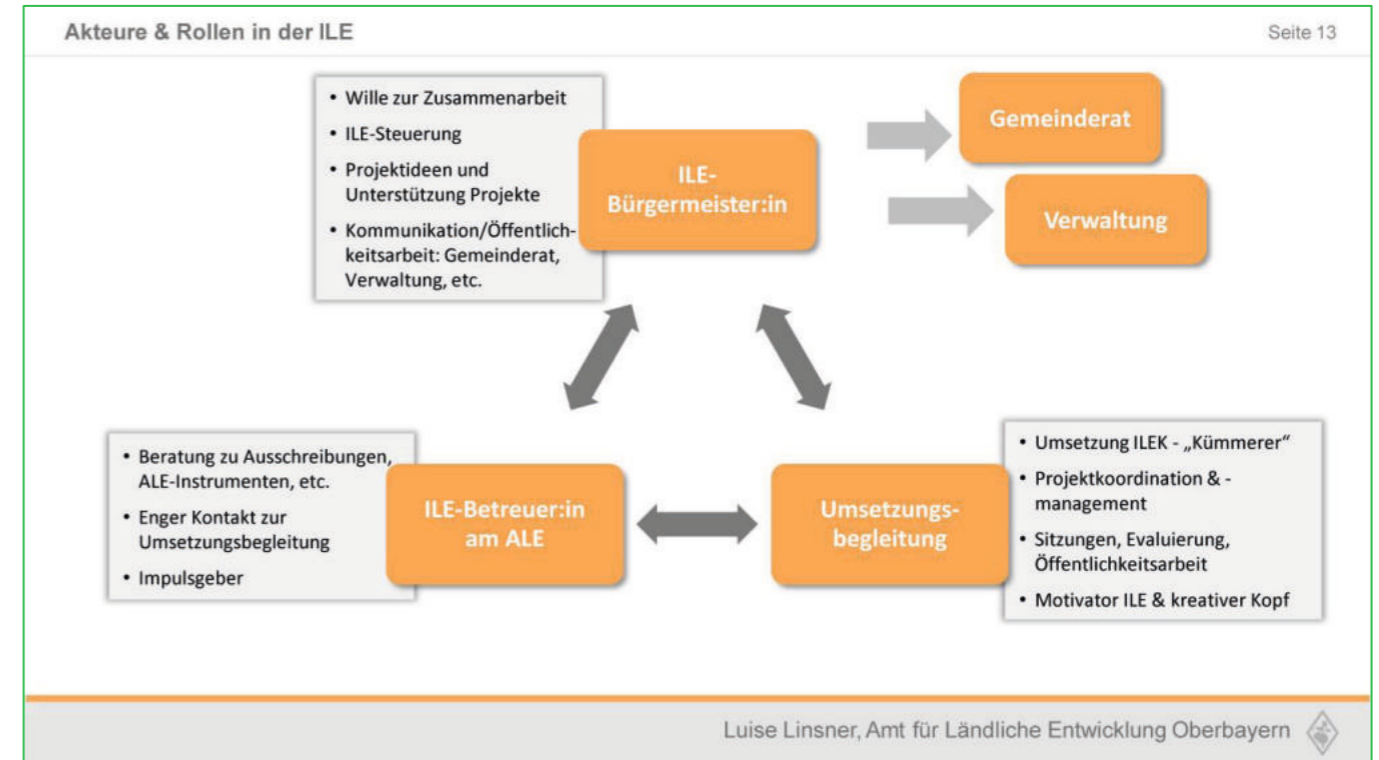 Akteure & Rollen in der ILE
Seite 13
• Wille zur Zusammenarbeit
• ILE-Steuerung
• Projektideen und
Unterstützung Projekte
• Kommunikation/Öffentlich-
keitsarbeit: Gemeinderat,
Verwaltung, etc.
ILE-
Bürgermeister:in
Gemeinderat
Verwaltung
• Beratung zu Ausschreibungen,
ALE-Instrumenten, etc.
• Enger Kontakt zur
Umsetzungsbegleitung
• Impulsgeber
ILE-Betreuer:in
am ALE
Umsetzungs-
begleitung
• Umsetzung ILEK - „Kümmerer“
• Projektkoordination & -
management
• Sitzungen, Evaluierung,
Öffentlichkeitsarbeit
• Motivator ILE & kreativer Kopf
Luise Linsner, Amt für Ländliche Entwicklung Oberbayern